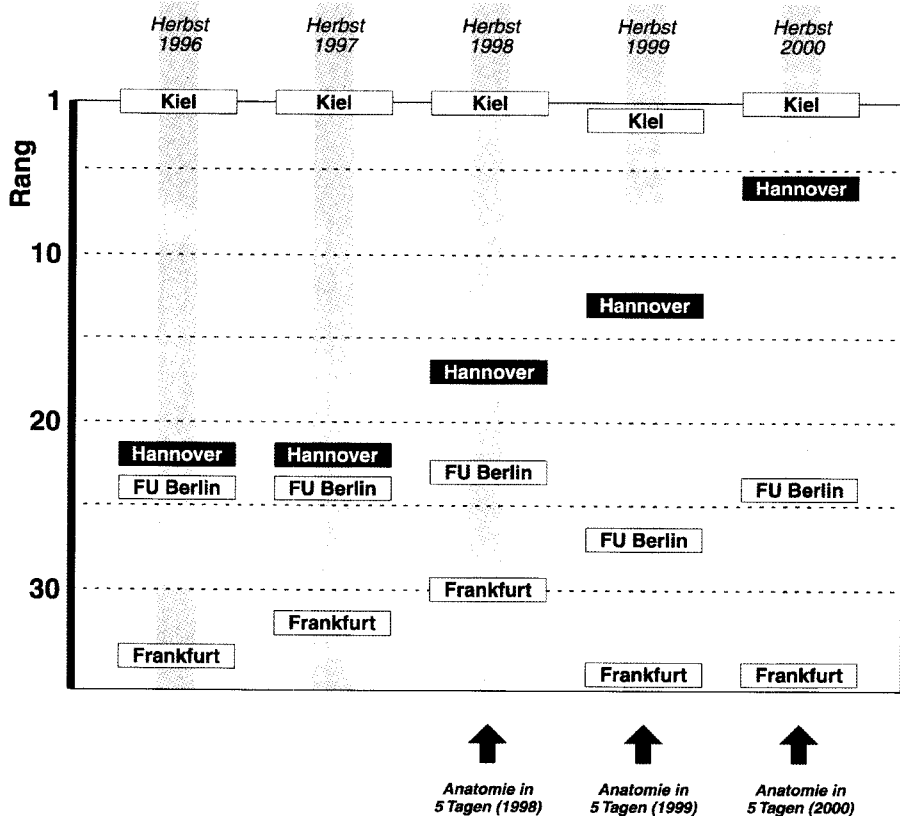 Herbst
1996
Herbst
1997
Herbst
1998
Herbst
1999
Herbst
2000
Rang
1
10
20
30
Kiel
Kiel
Kiel
Kiel
Kiel
Hannover
Hannover
Hannover
Hannover
Hannover
FU Berlin
FU Berlin
FU Berlin
FU Berlin
FU Berlin
Frankfurt
Frankfurt
Frankfurt
Frankfurt
Frankfurt
Anatomie in
5 Tagen (1998)
Anatomie in
5 Tagen (1999)
Anatomie in
5 Tagen (2000)